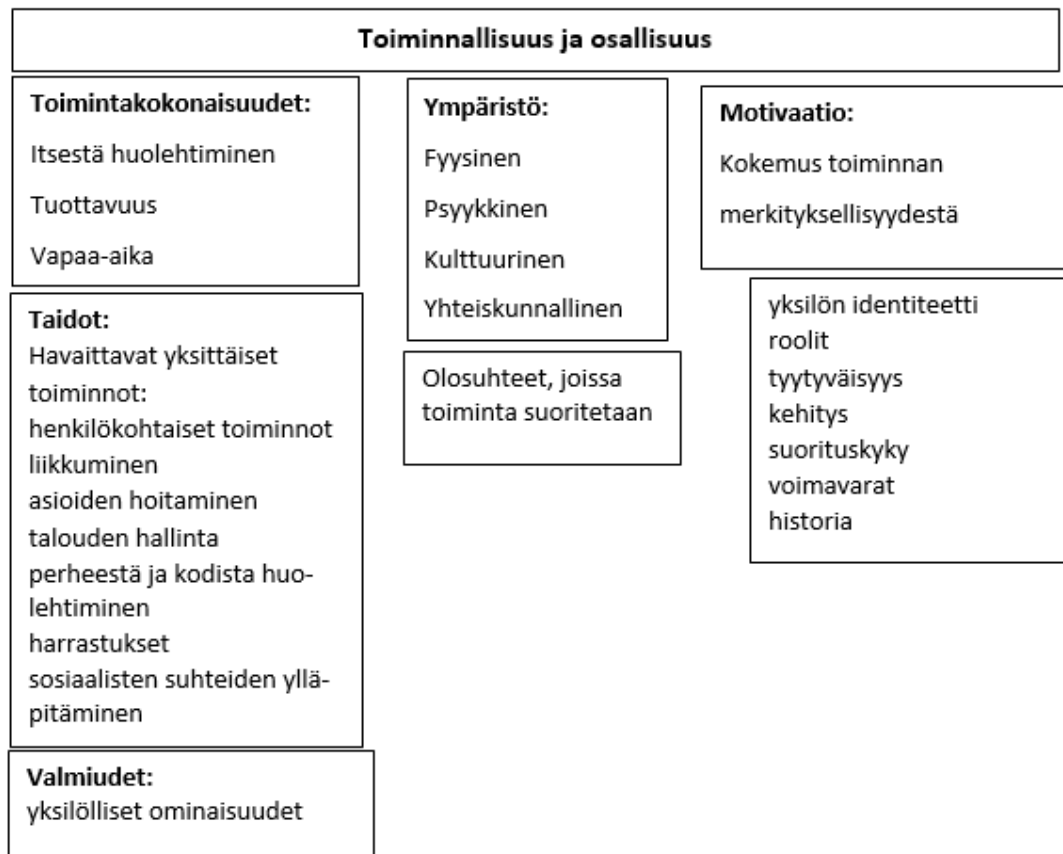 Toiminnallisuus ja osallisuus
Toimintakokonaisuudet:
Itsestä huolehtiminen
Tuottavuus
Vapaa-aika
Taidot:
Havaittavat yksittäiset
toiminnot:
henkilökohtaiset toiminnot
liikkuminen
asioiden hoitaminen
talouden hallinta
perheestä ja kodista huo-
lehtiminen
harrastukset
sosiaalisten suhteiden yllä-
pitäminen
Valmiudet:
yksilölliset ominaisuudet
Ympäristö:
Fyysinen
Psyykkinen
Kulttuurinen
Yhteiskunnallinen
Olosuhteet, joissa
toiminta suoritetaan
Motivaatio:
Kokemus toiminnan
merkityksellisyydestä
yksilön identiteetti
roolit
tyytyväisyys
kehitys
suorituskyky
voimavarat
historia